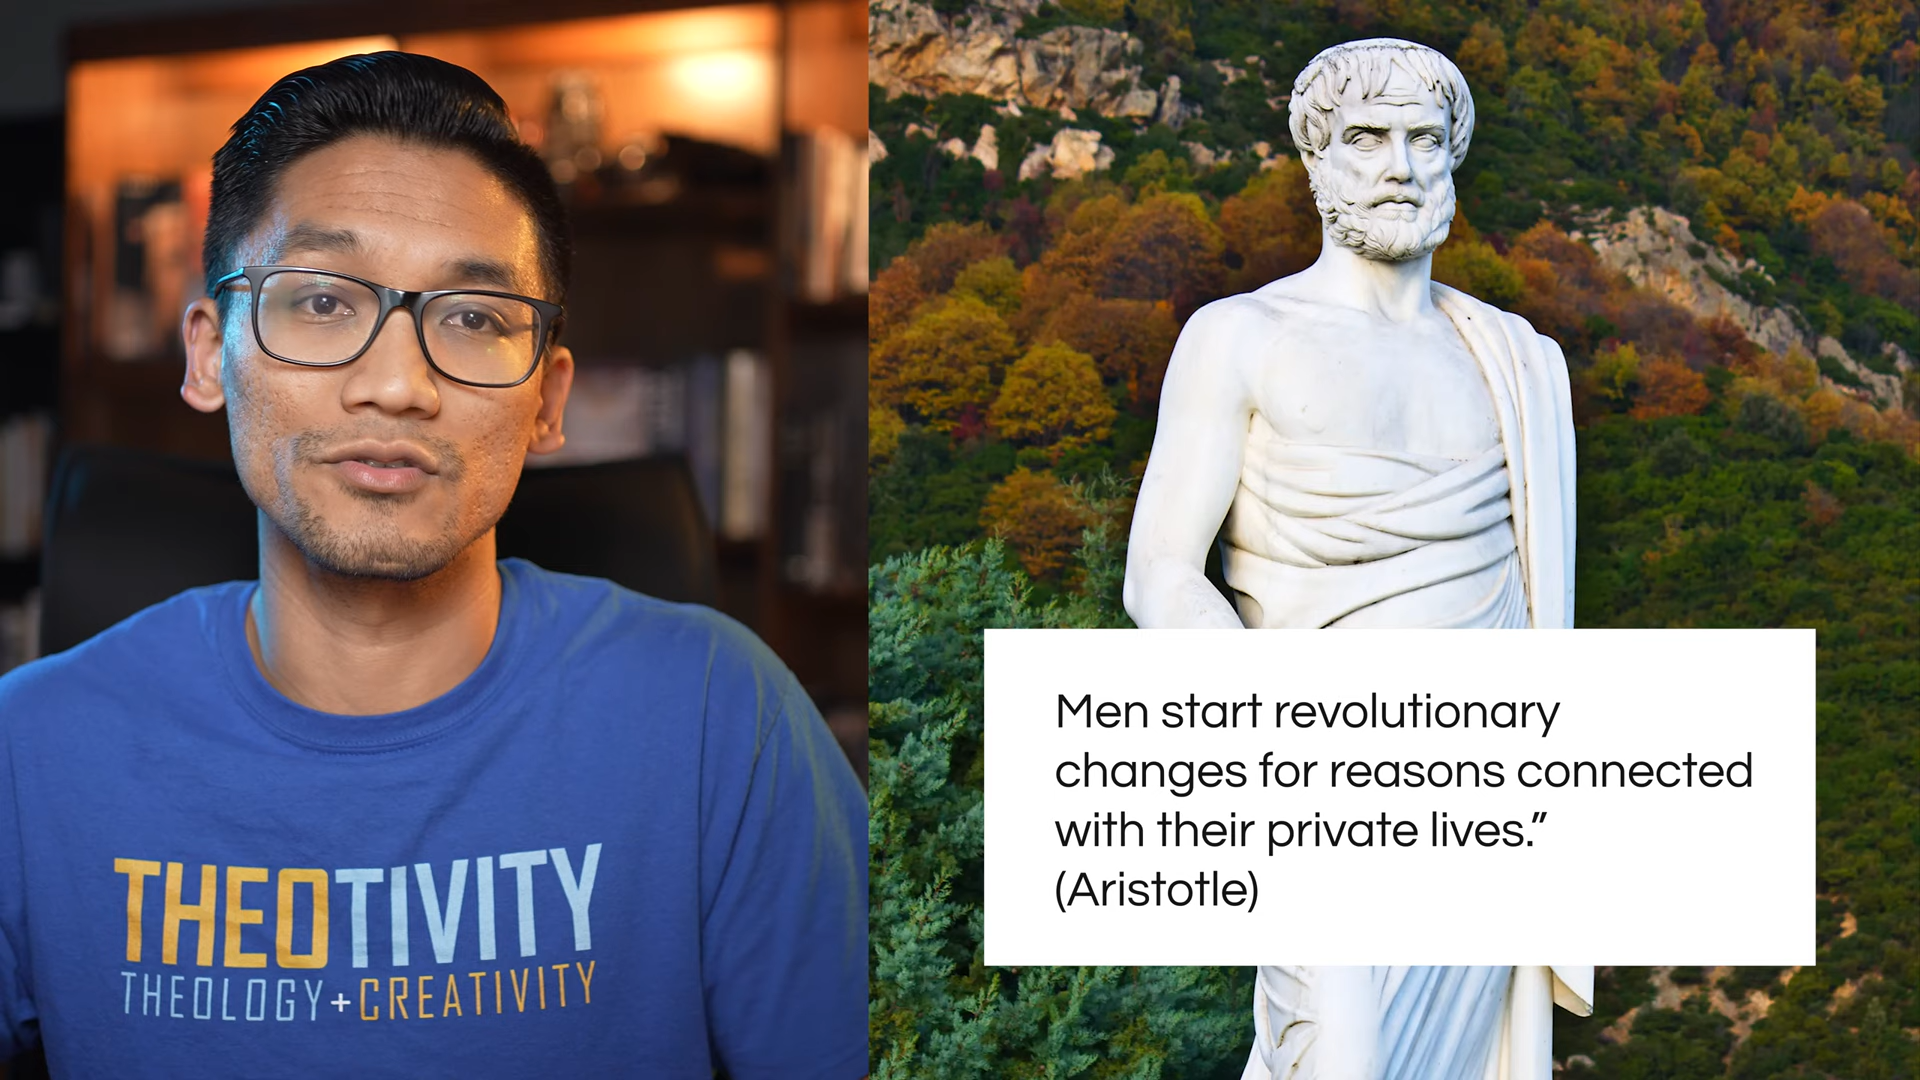 THEOTIVITY
THEOLOGY+CREATIVITY
Men start revolutionary
changes for reasons connected
with their private lives.”
(Aristotle)